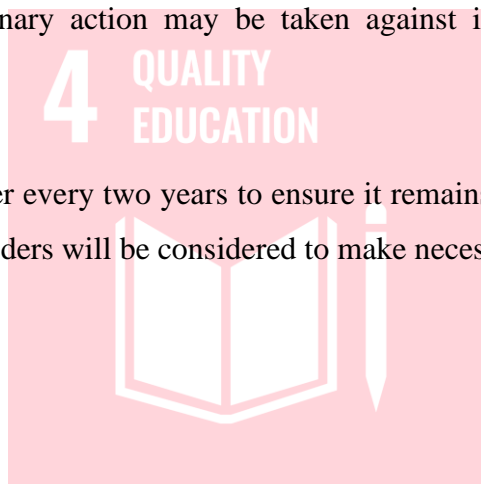 nary action may be taken against i
4 QUALITY
EDUCATION
er every two years to ensure it remains
ders will be considered to make neces